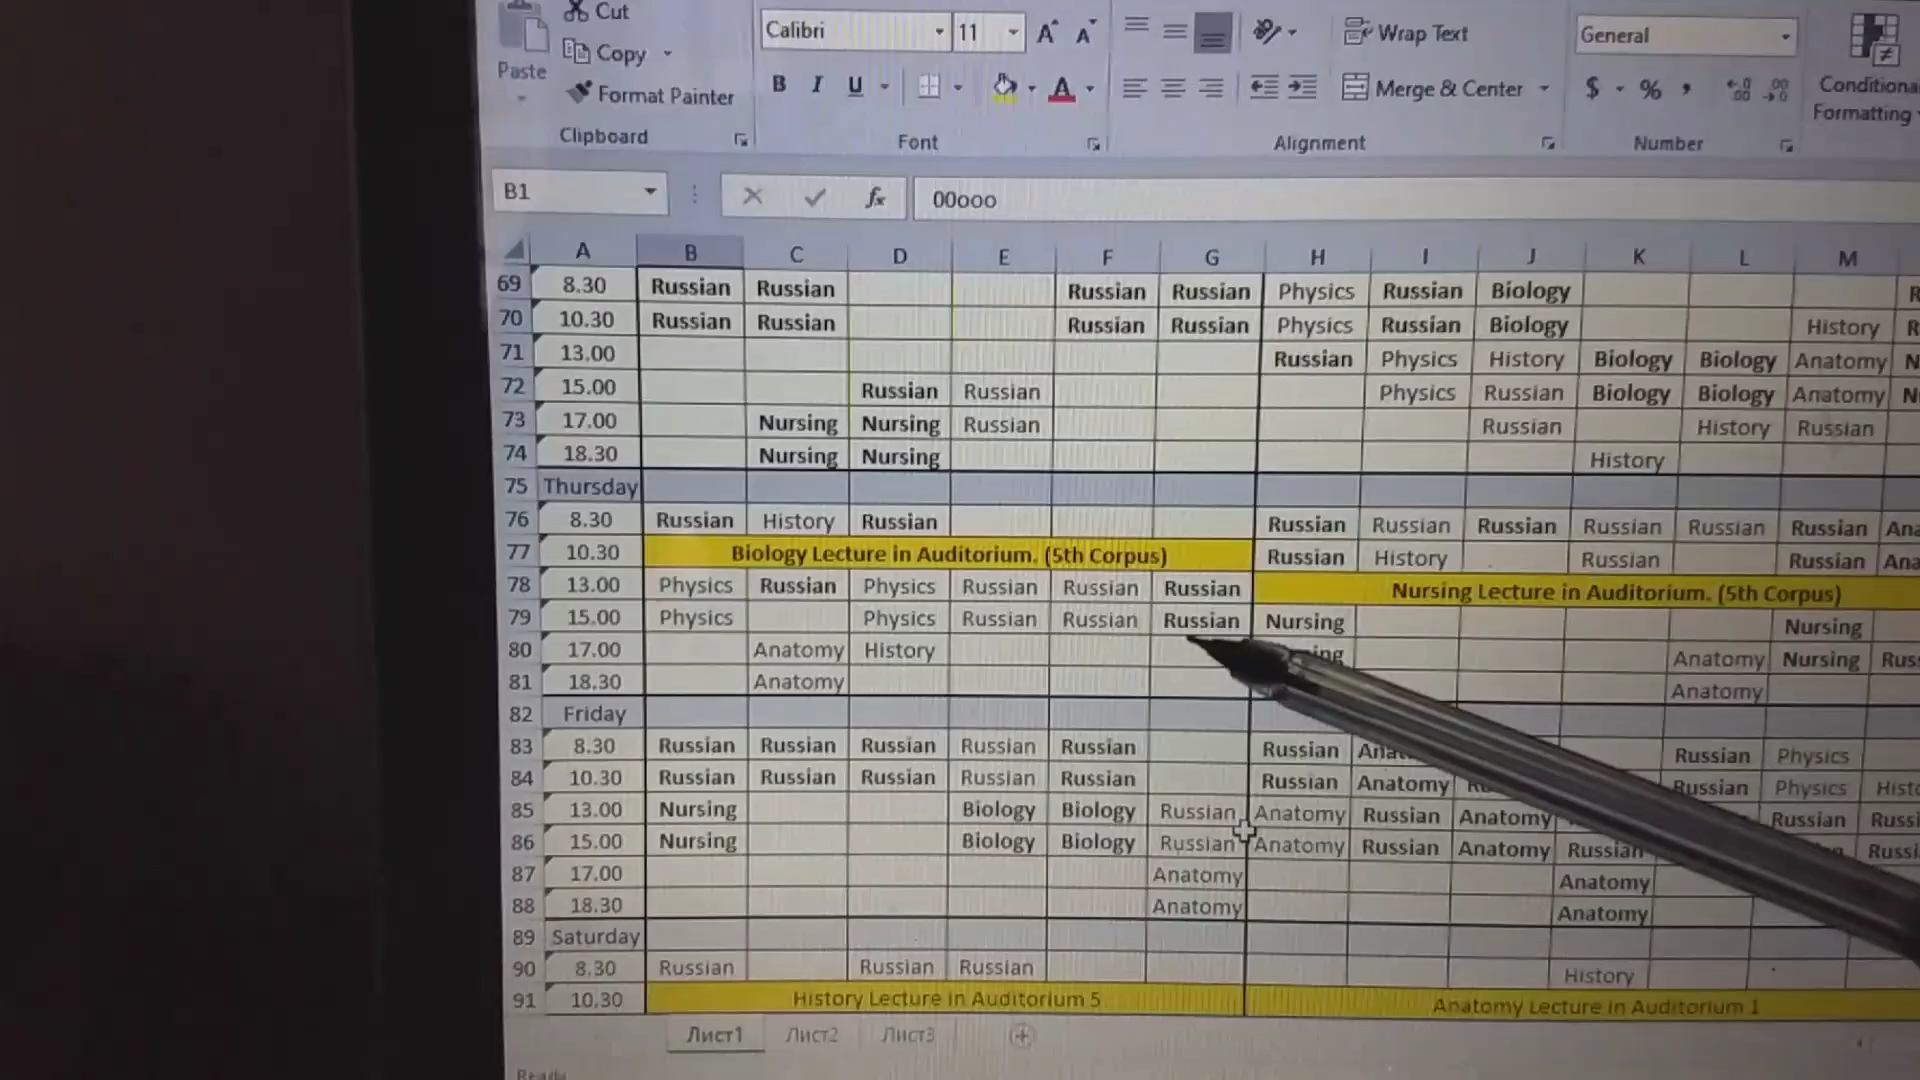 Cut
Calibri 11 Wrap Text General
Copy
Paste
Format Painter B I U A Merge & Center $ % Conditional
Formatting
Clipboard Font Alignment Number
B1 fx 00ooo
A B C D E F G H I J K L M
69 8.30 Russian Russian Russian Russian Physics Russian Biology
70 10.30 Russian Russian Russian Russian Physics Russian Biology History
71 13.00 Russian Physics History Biology Biology Anatomy
72 15.00 Russian Russian Physics Russian Biology Biology Anatomy
73 17.00 Nursing Nursing Russian Russian History Russian
74 18.30 Nursing Nursing History
75 Thursday
76 8.30 Russian History Russian Russian Russian Russian Russian Russian Russian Ana
77 10.30 Biology Lecture in Auditorium. (5th Corpus) Russian History Russian Russian Ana
78 13.00 Physics Russian Physics Russian Russian Russian Nursing Lecture in Auditorium. (5th Corpus)
79 15.00 Physics Physics Russian Russian Russian Nursing Nursing
80 17.00 Anatomy History Anatomy Nursing Russ
81 18.30 Anatomy Anatomy
82 Friday
83 8.30 Russian Russian Russian Russian Russian Russian Russian Physics
84 10.30 Russian Russian Russian Russian Russian Russian Anatomy Russian Physics Histo
85 13.00 Nursing Biology Biology Russian Anatomy Russian Anatomy Russian Russi
86 15.00 Nursing Biology Biology Russian Anatomy Russian Anatomy Russian Russi
87 17.00 Anatomy Anatomy
88 18.30 Anatomy Anatomy
89 Saturday
90 8.30 Russian Russian Russian History
91 10.30 History Lecture in Auditorium 5 Anatomy Lecture in Auditorium 1
Лист1 Лист2 Лист3